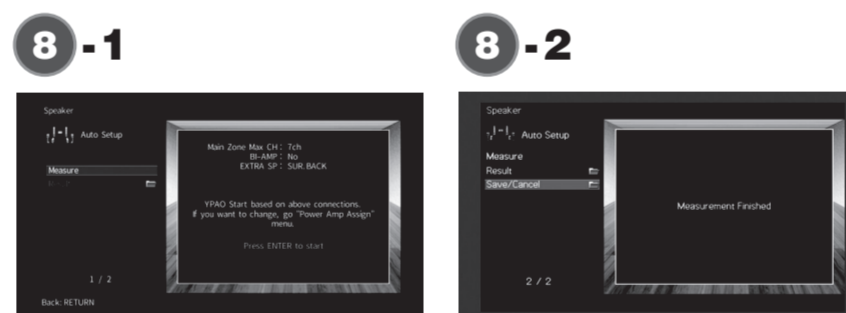 8 - 1
Speaker
Auto Setup
Measure
Main Zone Max CH : 7ch
BI-AMP : No
EXTRA SP : SUR. BACK
YPAO Start based on above connections.
If you want to change, go "Power Amp Assign"
menu.
Press ENTER to start
1 / 2
Back: RETURN
8 - 2
Speaker
Auto Setup
Measure
Result
Save/Cancel
Measurement Finished
2 / 2